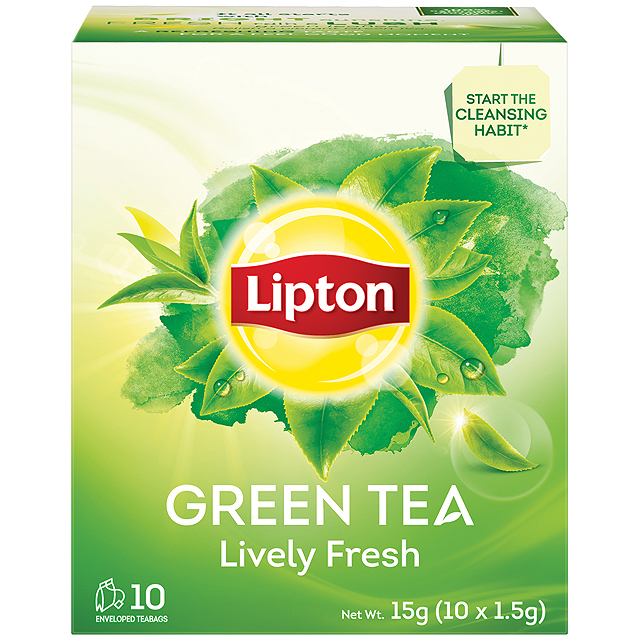 START THE
CLEANSING
HABIT*
Lipton
GREEN TEA
Lively Fresh
10
ENVELOPED TEABAGS
Net Wt. 15g (10 x 1.5g)